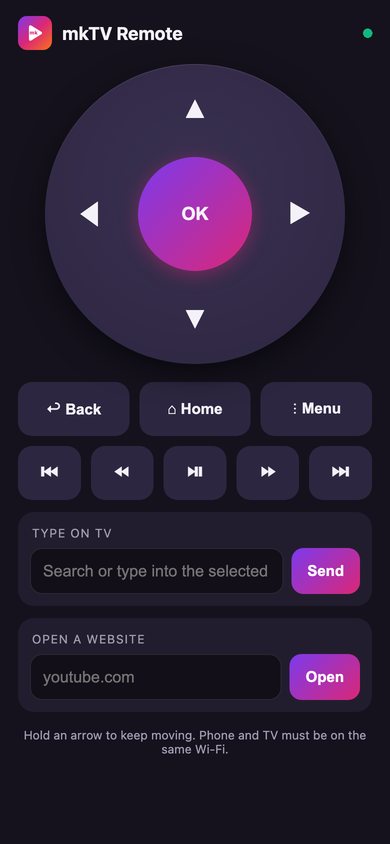 mk
mkTV Remote
OK
↩ Back
⌂ Home
⋮ Menu
TYPE ON TV
Search or type into the selected
Send
OPEN A WEBSITE
youtube.com
Open
Hold an arrow to keep moving. Phone and TV must be on the
same Wi-Fi.